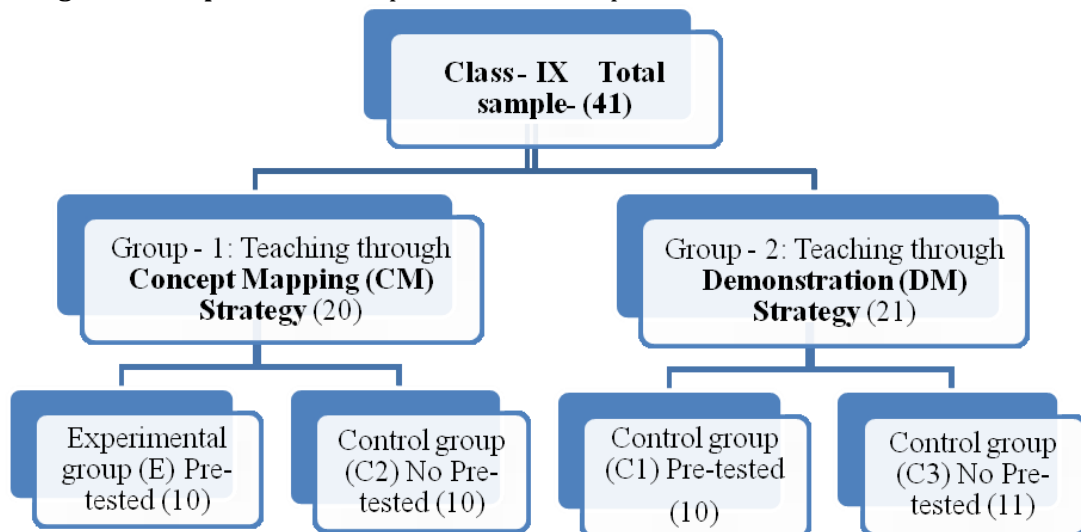 Class- IX Total
sample- (41)
Group - 1: Teaching through
Concept Mapping (CM)
Strategy (20)
Group - 2: Teaching through
Demonstration (DM)
Strategy (21)
Experimental
group (E) Pre-
tested (10)
Control group
(C2) No Pre-
tested (10)
Control group
(C1) Pre-tested
(10)
Control group
(C3) No Pre-
tested (11)